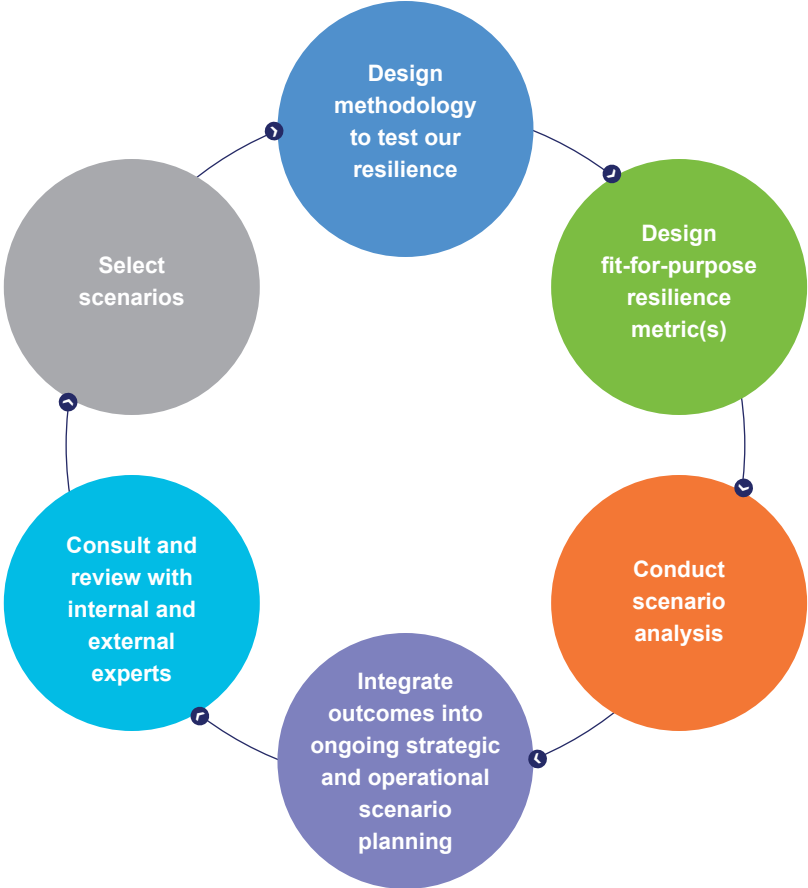 Design
methodology
to test our
resilience
Design
fit-for-purpose
resilience
metric(s)
Conduct
scenario
analysis
Integrate
outcomes into
ongoing strategic
and operational
scenario
planning
Consult and
review with
internal and
external
experts
Select
scenarios